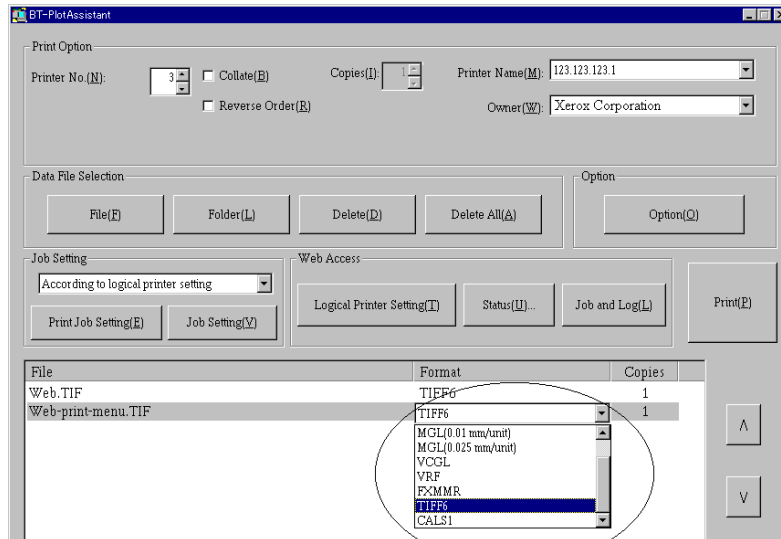 BT-PlotAssistant
Print Option
Printer No.(N): 3 Collate(B) Copies(I): 1 Printer Name(M): 123.123.123.1
Reverse Order(R) Owner(W): Xerox Corporation
Data File Selection Option
File(F) Folder(L) Delete(D) Delete All(A) Option(O)
Job Setting Web Access
According to logical printer setting
Logical Printer Setting(T) Status(U)... Job and Log(L) Print(P)
Print Job Setting(E) Job Setting(V)
File Format Copies
Web.TIF TIFF6 1
Web-print-menu.TIF TIFF6 1
MGL(0.01 mm/unit)
MGL(0.025 mm/unit)
VCGL
VRF
FXMMR
TIFF6
CALS1